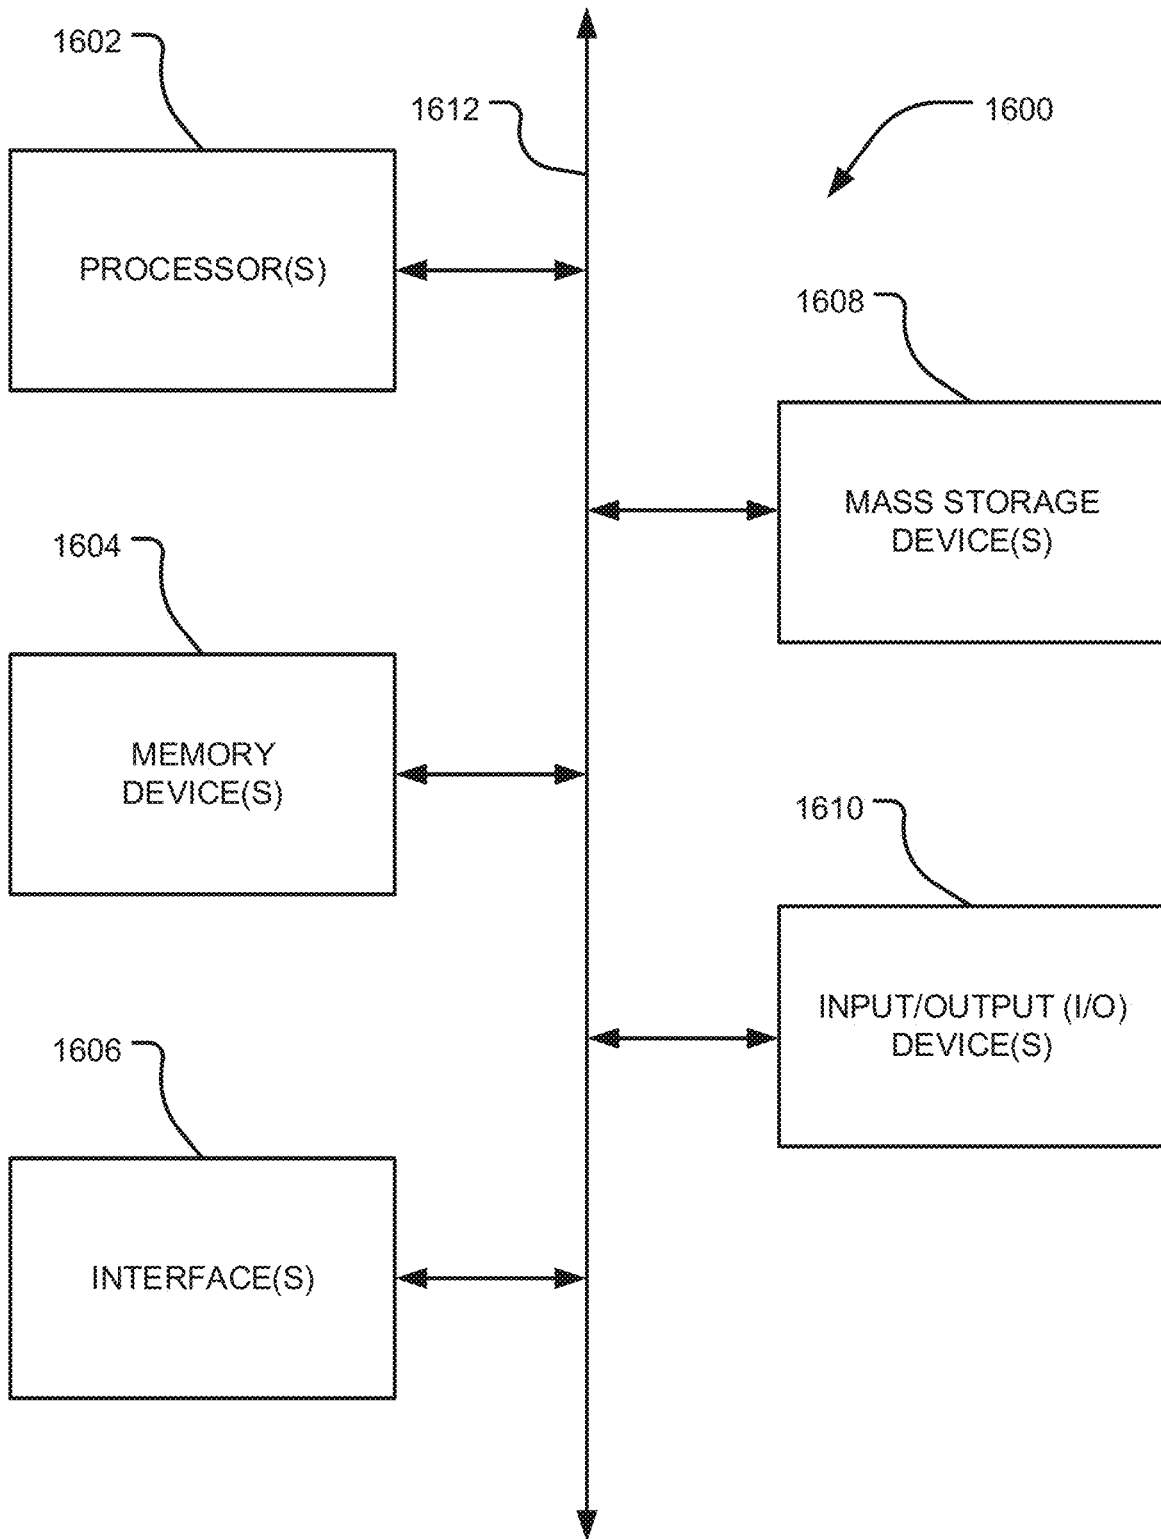 1602
1612
1600
PROCESSOR(S)
1608
MASS STORAGE
DEVICE(S)
1604
MEMORY
DEVICE(S)
1610
INPUT/OUTPUT (I/O)
DEVICE(S)
1606
INTERFACE(S)